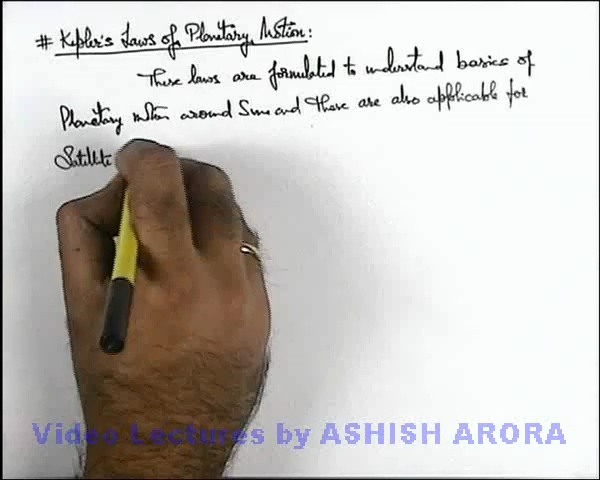 # Kepler's Laws of Planetary Motion:
These laws are formulated to understand basics of
Planetary motion around Sun and these are also applicable for
Satellite
Video Lectures by ASHISH ARORA